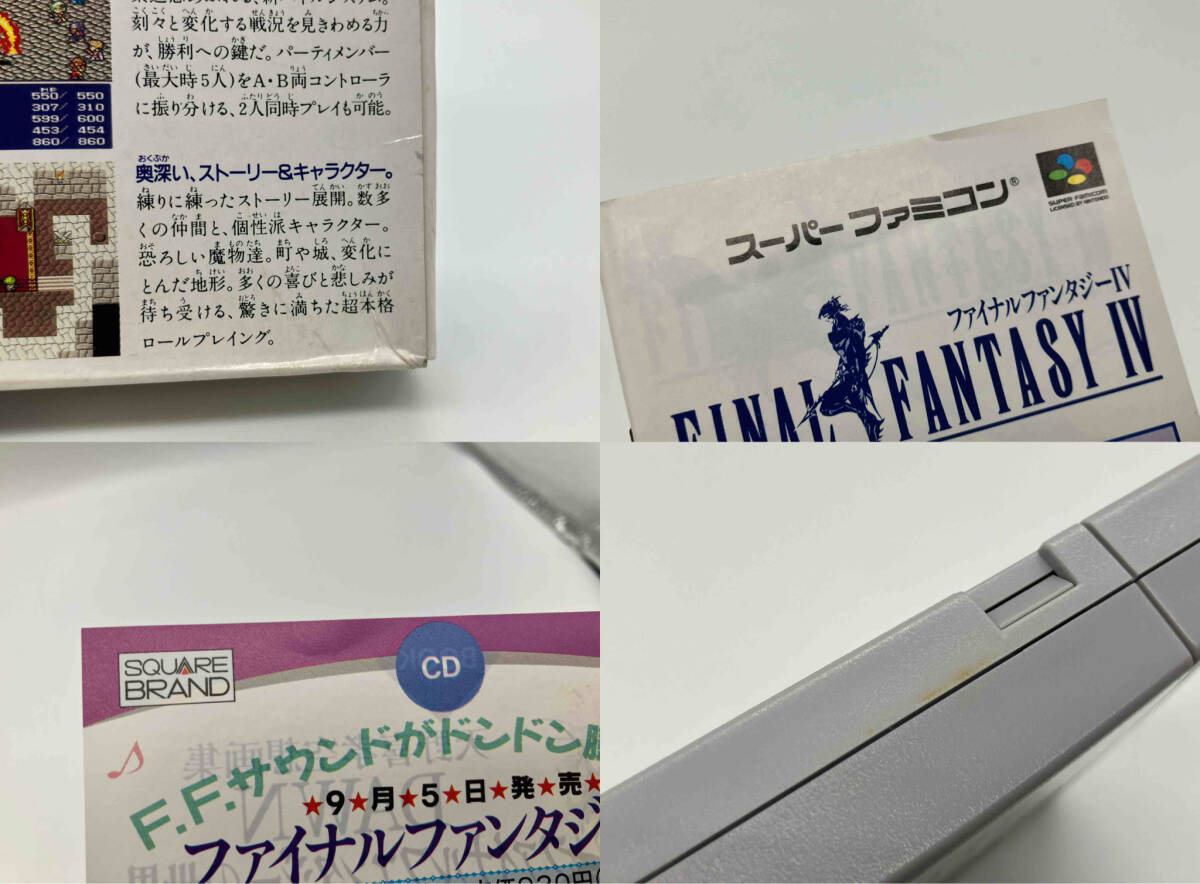 刻々と変化する戦況を見きわめる力
が、勝利への鍵だ。パーティメンバー
(最大時5人)をA・B両コントローラ
に振り分ける、2人同時プレイも可能。
550/ 550
307/ 310
599/ 600
453/ 454
860/ 860
奥深い、ストーリー&キャラクター。
練りに練ったストーリー展開。数多
くの仲間と、個性派キャラクター。
恐ろしい魔物達。町や城、変化に
とんだ地形。多くの喜びと悲しみが
待ち受ける、驚きに満ちた超本格
ロールプレイング。
スーパーファミコン®
SUPER FAMICOM
LICENSED BY NINTENDO
ファイナルファンタジーIV
FINAL FANTASY IV
SQUARE
BRAND
CD
F.F.サウンドがドンドン
★9★月★5★日★発★売★
ファイナルファンタジ